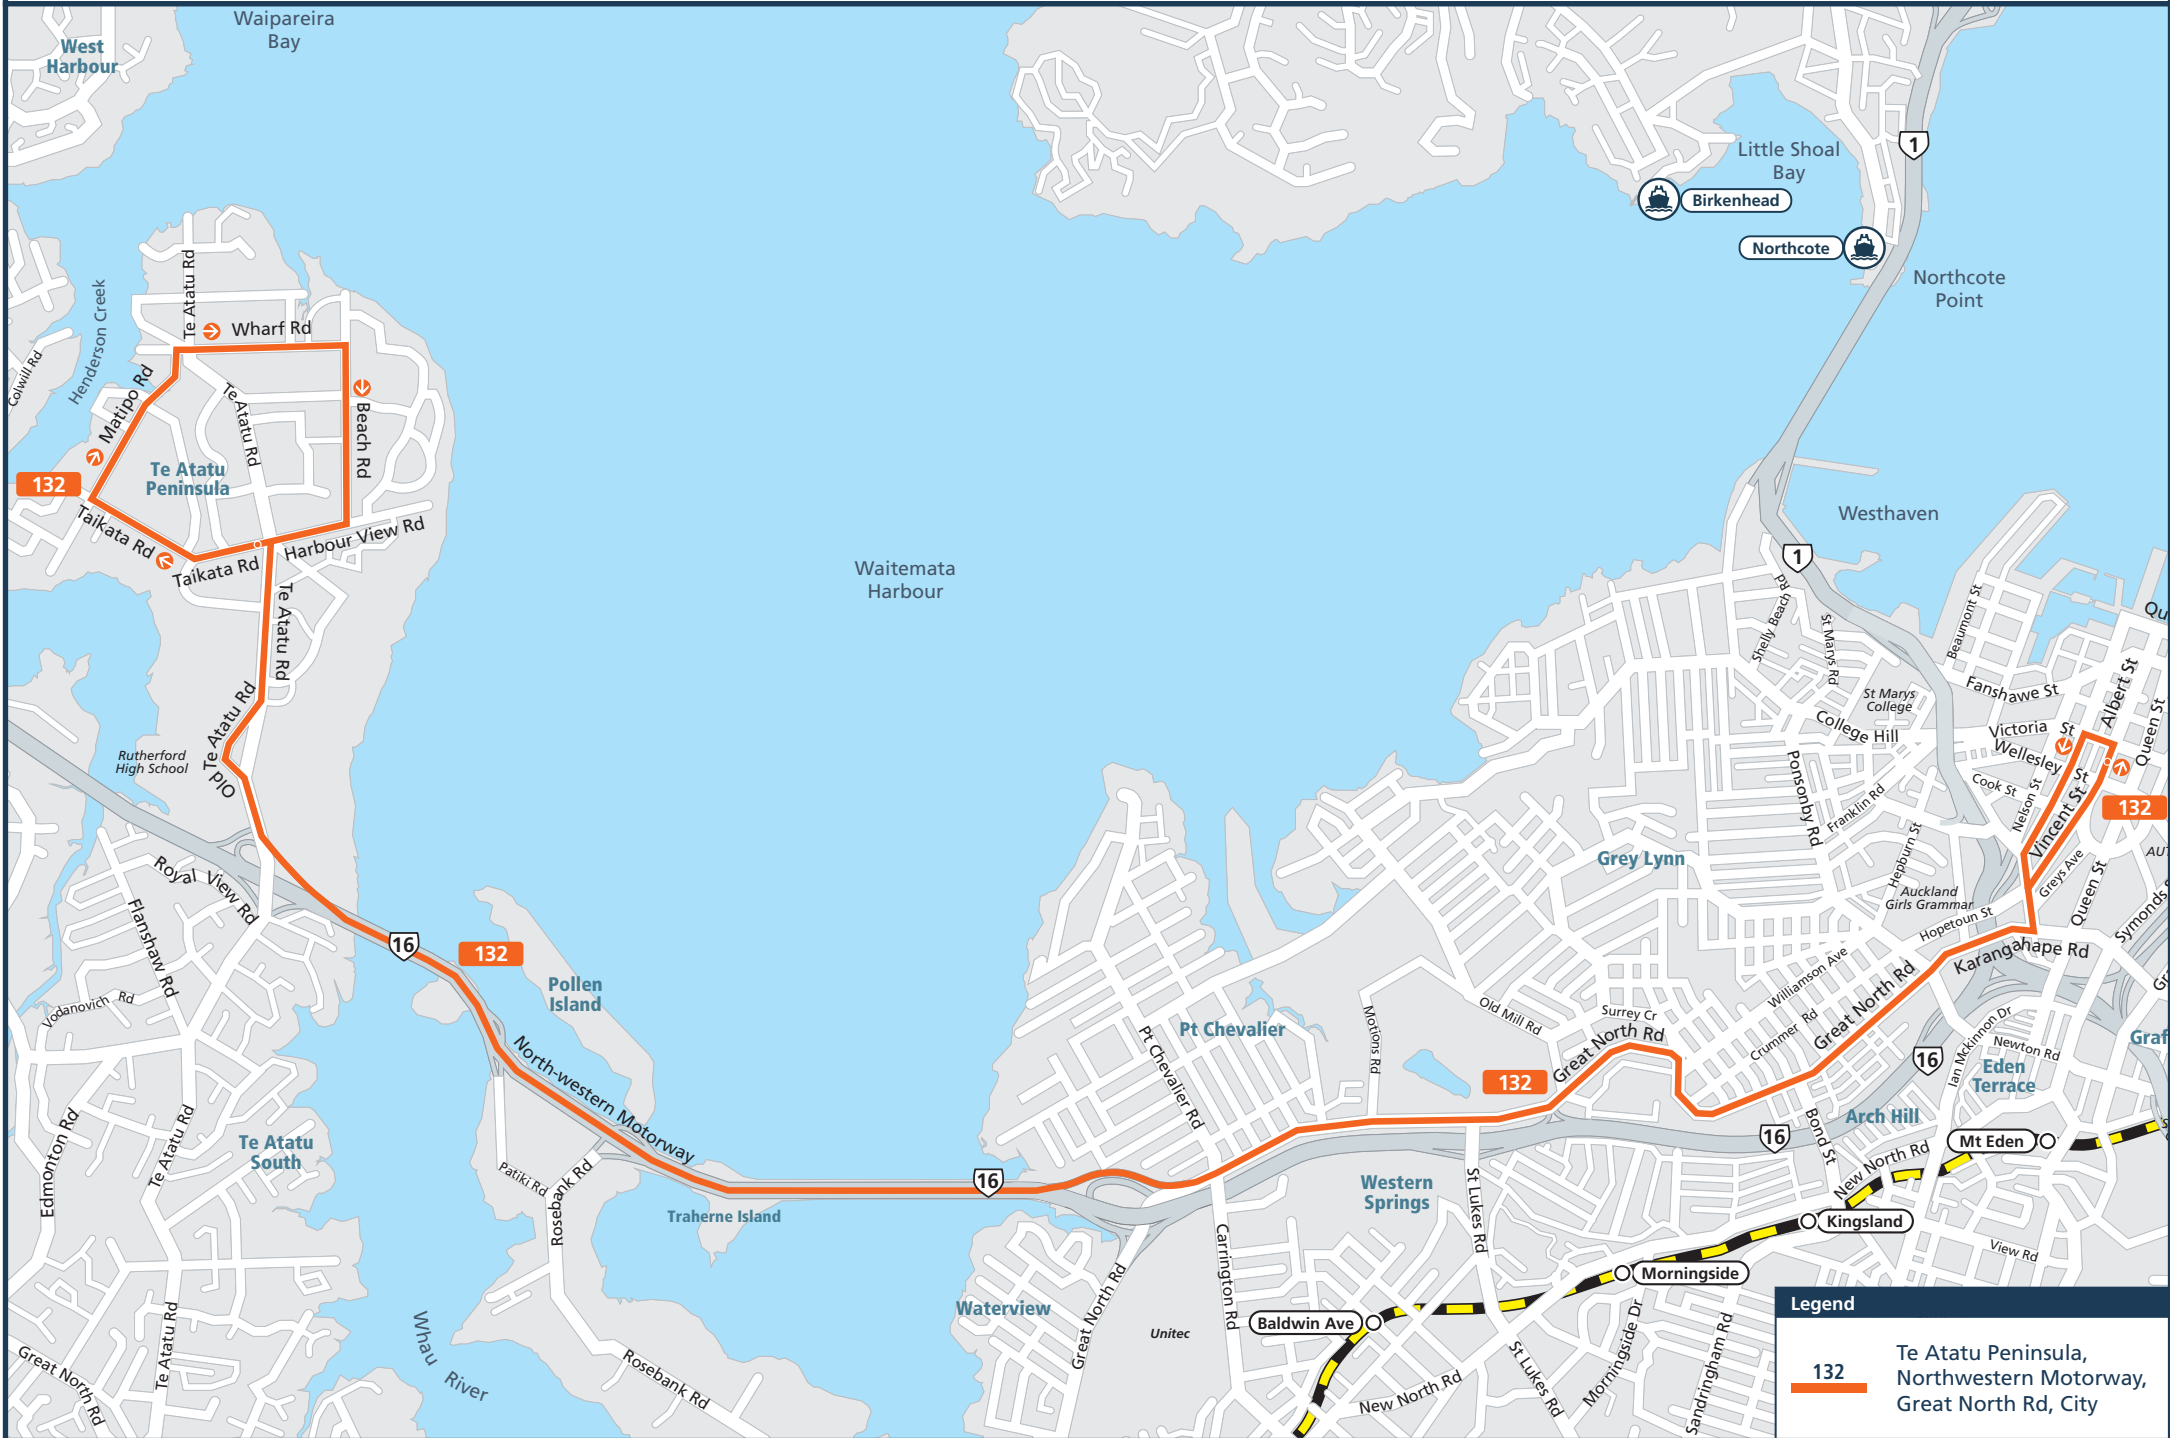 Waipareira
Bay
West
Harbour
1
Little Shoal
Bay
Birkenhead
Northcote
Northcote
Point
Henderson Creek
Colwill Rd
Te Atatu Rd
Wharf Rd
Matipo Rd
Te Atatu Rd
Beach Rd
Te Atatu
Peninsula
132
Taikata Rd
Taikata Rd
Harbour View Rd
Te Atatu Rd
Te Atatu Rd
Old
Rutherford
High School
Waitemata
Harbour
Westhaven
1
Shelly Beach Rd
St Marys Rd
Beaumont St
Qu
St Marys
College
Fanshawe St
College Hill
Victoria St
Albert St
Queen St
Wellesley St
Cook St
Nelson St
Vincent St
132
Ponsonby Rd
Franklin Rd
Hepburn St
Greys Ave
AUT
Queen St
Symonds S
Grey Lynn
Auckland
Girls Grammar
Hopetoun St
Karangahape Rd
Williamson Ave
Great North Rd
Crummer Rd
Gr
Royal View Rd
Flanshaw Rd
Vodanovich Rd
16
132
Pollen
Island
North-western Motorway
Pt Chevalier
Pt Chevalier Rd
Motions Rd
Old Mill Rd
Surrey Cr
Great North Rd
132
16
Ian Mckinnon Dr
Newton Rd
Graf
Eden
Terrace
Arch Hill
Bond St
16
Mt Eden
New North Rd
Edmonton Rd
Te Atatu Rd
Te Atatu
South
Patiki Rd
Rosebank Rd
16
Traherne Island
Western
Springs
St Lukes Rd
Kingsland
View Rd
Carrington Rd
Morningside
Waterview
Great North Rd
Unitec
Baldwin Ave
Te Atatu Rd
Great North Rd
Whau River
Rosebank Rd
New North Rd
St Lukes Rd
Morningside Dr
Sandringham Rd
Legend
132
Te Atatu Peninsula,
Northwestern Motorway,
Great North Rd, City